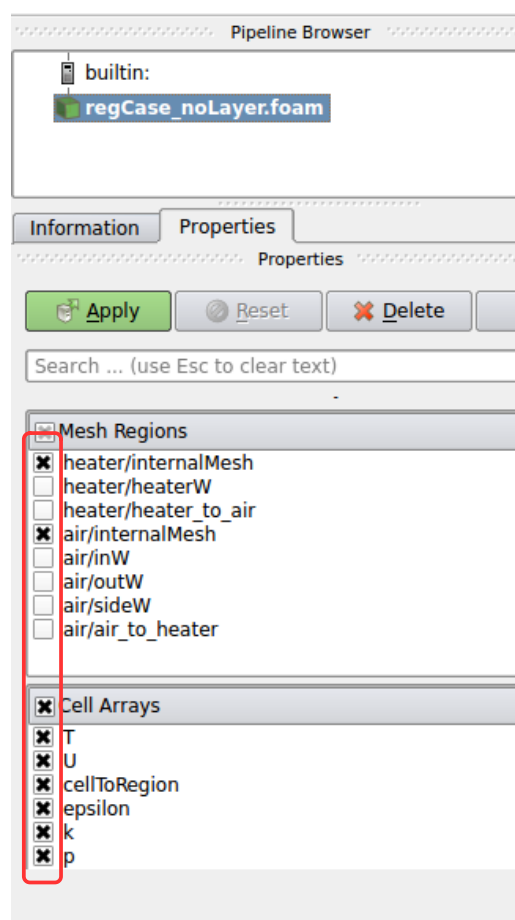 Pipeline Browser
builtin:
regCase_noLayer.foam
Information Properties
Properties
Apply Reset Delete
Search ... (use Esc to clear text)
Mesh Regions
heater/internalMesh
heater/heaterW
heater/heater_to_air
air/internalMesh
air/inW
air/outW
air/sideW
air/air_to_heater
Cell Arrays
T
U
cellToRegion
epsilon
k
p